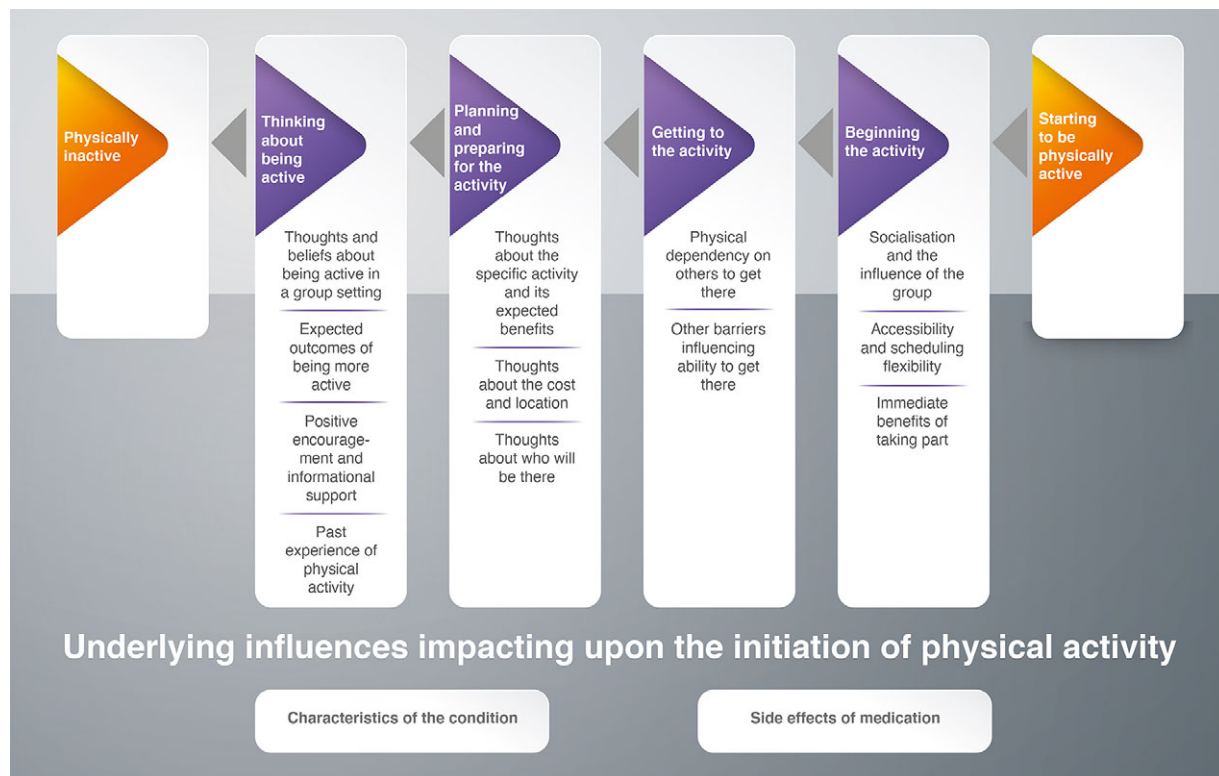 Physically
inactive
Thinking
about
being
active
Thoughts and
beliefs about
being active in
a group setting
Expected
outcomes of
being more
active
Positive
encourage-
ment and
informational
support
Past
experience of
physical
activity
Planning
and
preparing
for the
activity
Thoughts
about the
specific activity
and its
expected
benefits
Thoughts
about the cost
and location
Thoughts
about who will
be there
Getting to
the activity
Physical
dependency on
others to get
there
Other barriers
influencing
ability to get
there
Beginning
the activity
Socialisation
and the
influence of the
group
Accessibility
and scheduling
flexibility
Immediate
benefits of
taking part
Starting
to be
physically
active
Underlying influences impacting upon the initiation of physical activity
Characteristics of the condition
Side effects of medication